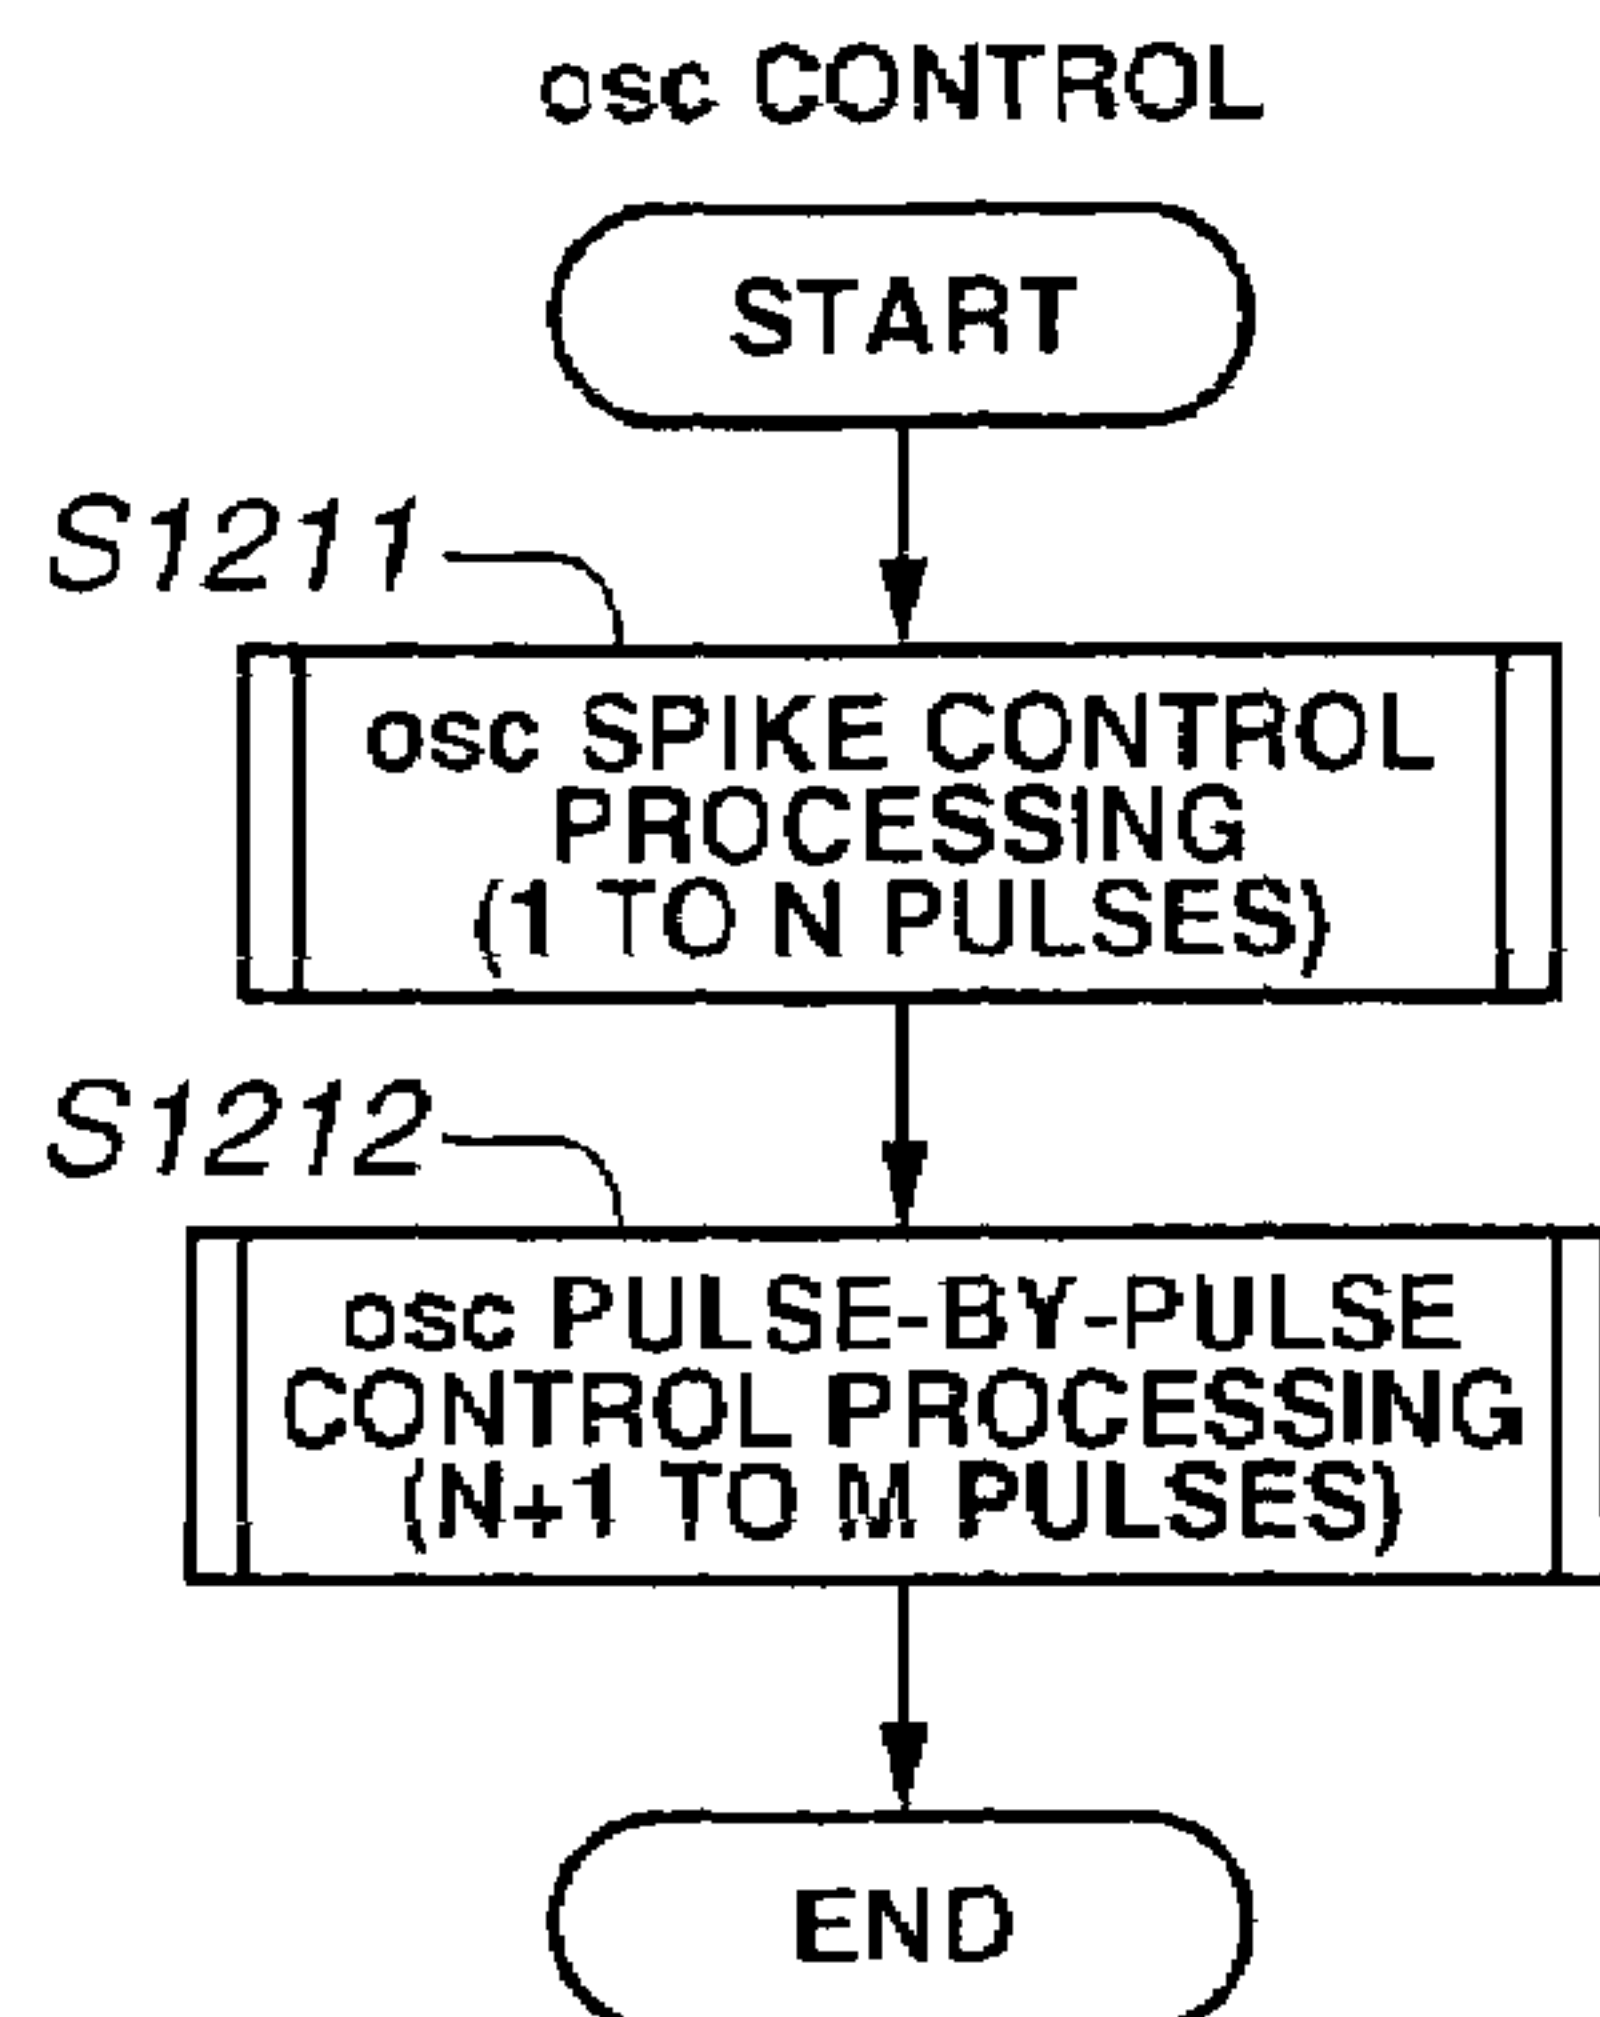 osc CONTROL
START
S1211
osc SPIKE CONTROL
PROCESSING
(1 TO N PULSES)
S1212
osc PULSE-BY-PULSE
CONTROL PROCESSING
(N+1 TO M PULSES)
END